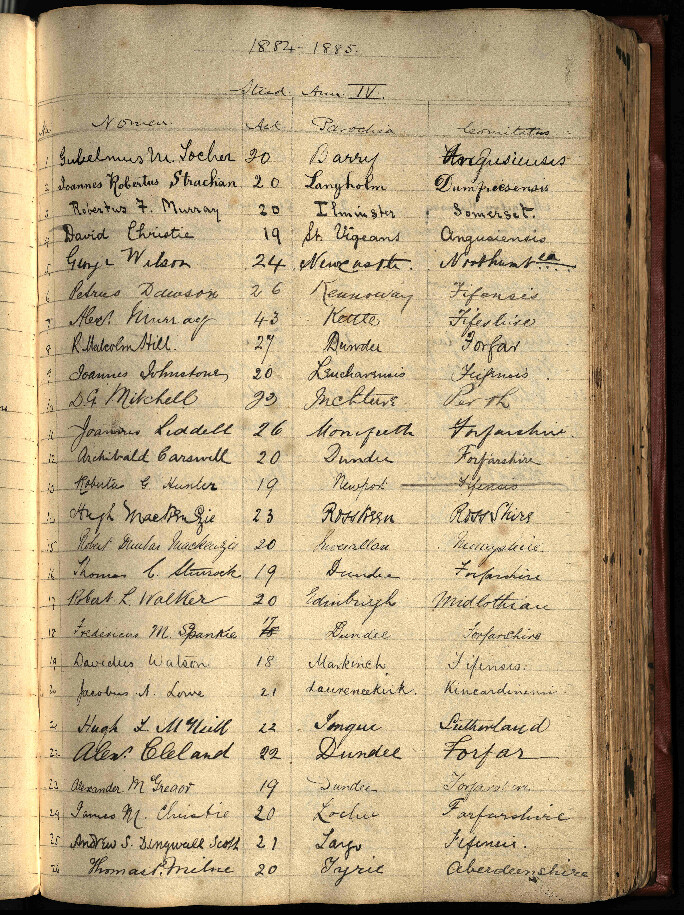 1884-1885.
Stud. Ann. IV.
No. Nomen. Aet. Parochia Comitatus
1 Gulielmus M. Locher 20 Barry Angusiensis
2 Joannes Robertus Strachan 20 Langholm Dumfriesensis
3 Robertus F. Murray 20 Ilminster Somerset.
4 David Christie 19 St. Vigeans Angusiensis
5 George Wilson 24 Newcastle. Northumb
6 Petrus Dawson 26 Kennoway Fifensis
7 Alexr. Murray 43 Kettle Fifeshire
8 R. Malcolm Hill. 27 Dundee Forfar
9 Joannes Johnstone 20 Leucharensis Fifensis
10 D. G. Mitchell 23 Inchture Perth
11 Joannes Liddell 26 Monifieth Forfarshire.
12 Archibald Carswell 20 Dundee Forfarshire
13 Robertus G. Hunter 19 Newport Fifensis
14 Hugh MacKenzie 23 Rosskeen Ross Shire
15 Robert Dunbar Mackenzie 20 Inverallan Morayshire
16 Thomas C. Sturrock 19 Dundee Forfarshire
17 Robert L. Walker 20 Edinburgh Midlothian
18 Fredericus M. Spankie Dundee Forfarshire
19 Davidus Watson 18 Markinch Fifensis.
20 Jacobus A. Lowe 21 Laurencekirk. Kincardinensi
21 Hugh F. McNeill 22 Tongue Sutherland
22 Alexr. Cleland 22 Dundee Forfar
23 Alexander McGregor 19 Dundee Forfarshire
24 James M. Christie 20 Lochee Forfarshire
25 Andrew S. Dingwall Scott 21 Largo Fifensis.
26 Thomas P. Milne 20 Tyrie Aberdeenshire